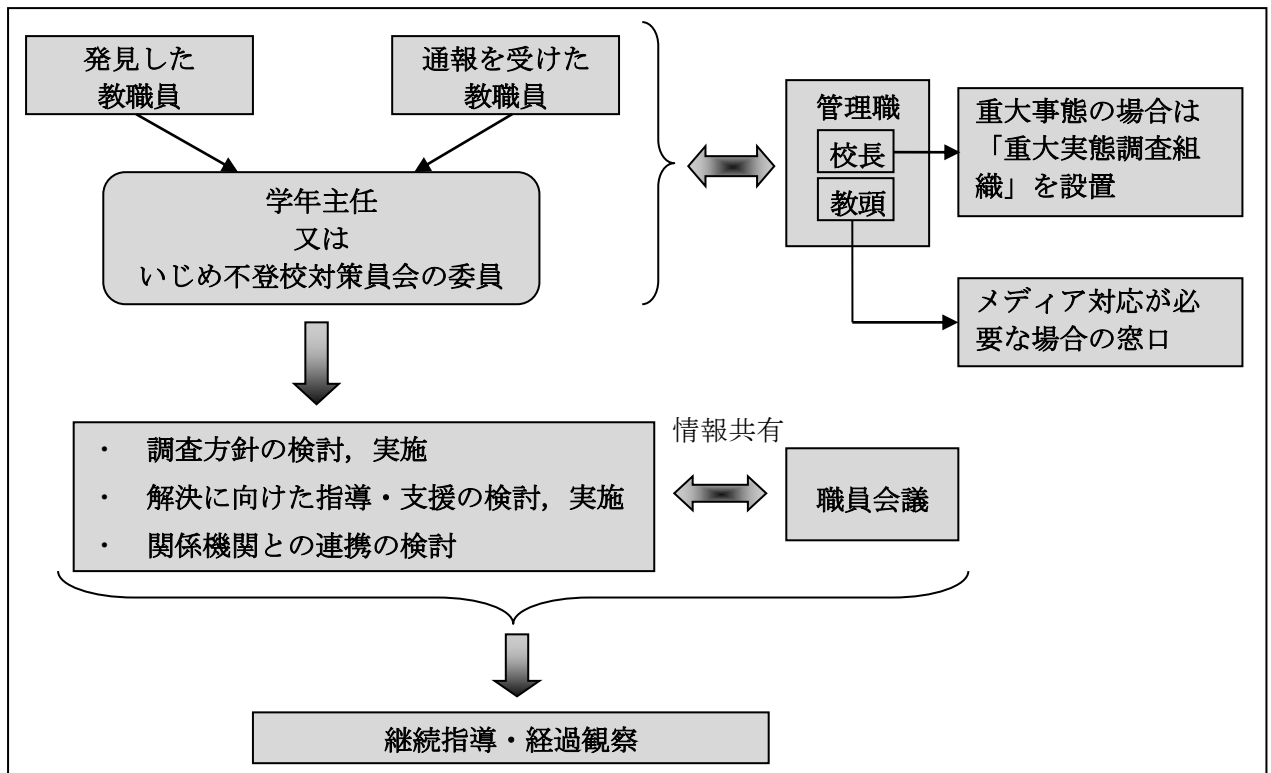 発見した
教職員
通報を受けた
教職員
学年主任
又は
いじめ不登校対策員会の委員
管理職
校長
教頭
重大事態の場合は
「重大実態調査組
織」を設置
メディア対応が必
要な場合の窓口
・ 調査方針の検討，実施
・ 解決に向けた指導・支援の検討，実施
・ 関係機関との連携の検討
情報共有
職員会議
継続指導・経過観察